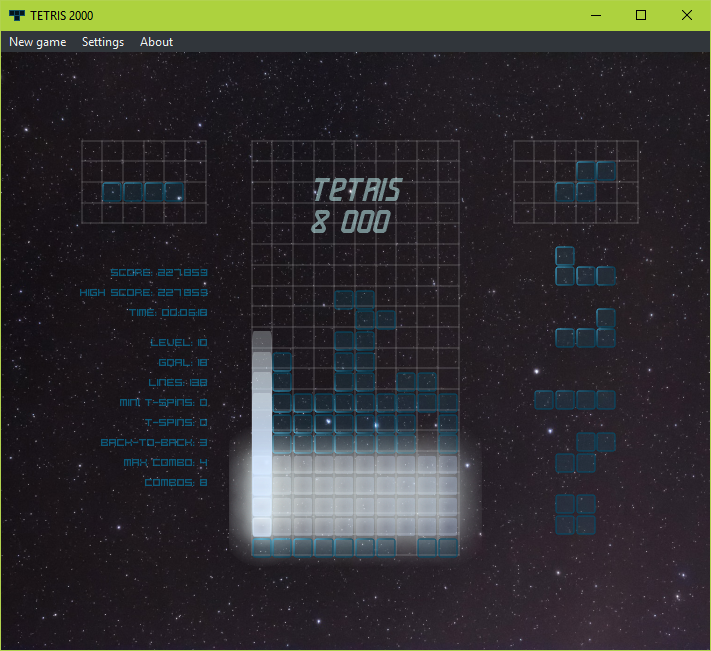 TETRIS 2000
New game Settings About
TETRIS
8 000
SCORE: 227,853
HIGH SCORE: 227,853
TIME: 00:05:18
LEVEL: 10
GOAL: 18
LINES: 138
MINI T-SPINS: 0
T-SPINS: 0
BACK-TO-BACK: 3
MAX COMBO: 4
COMBOS: 8